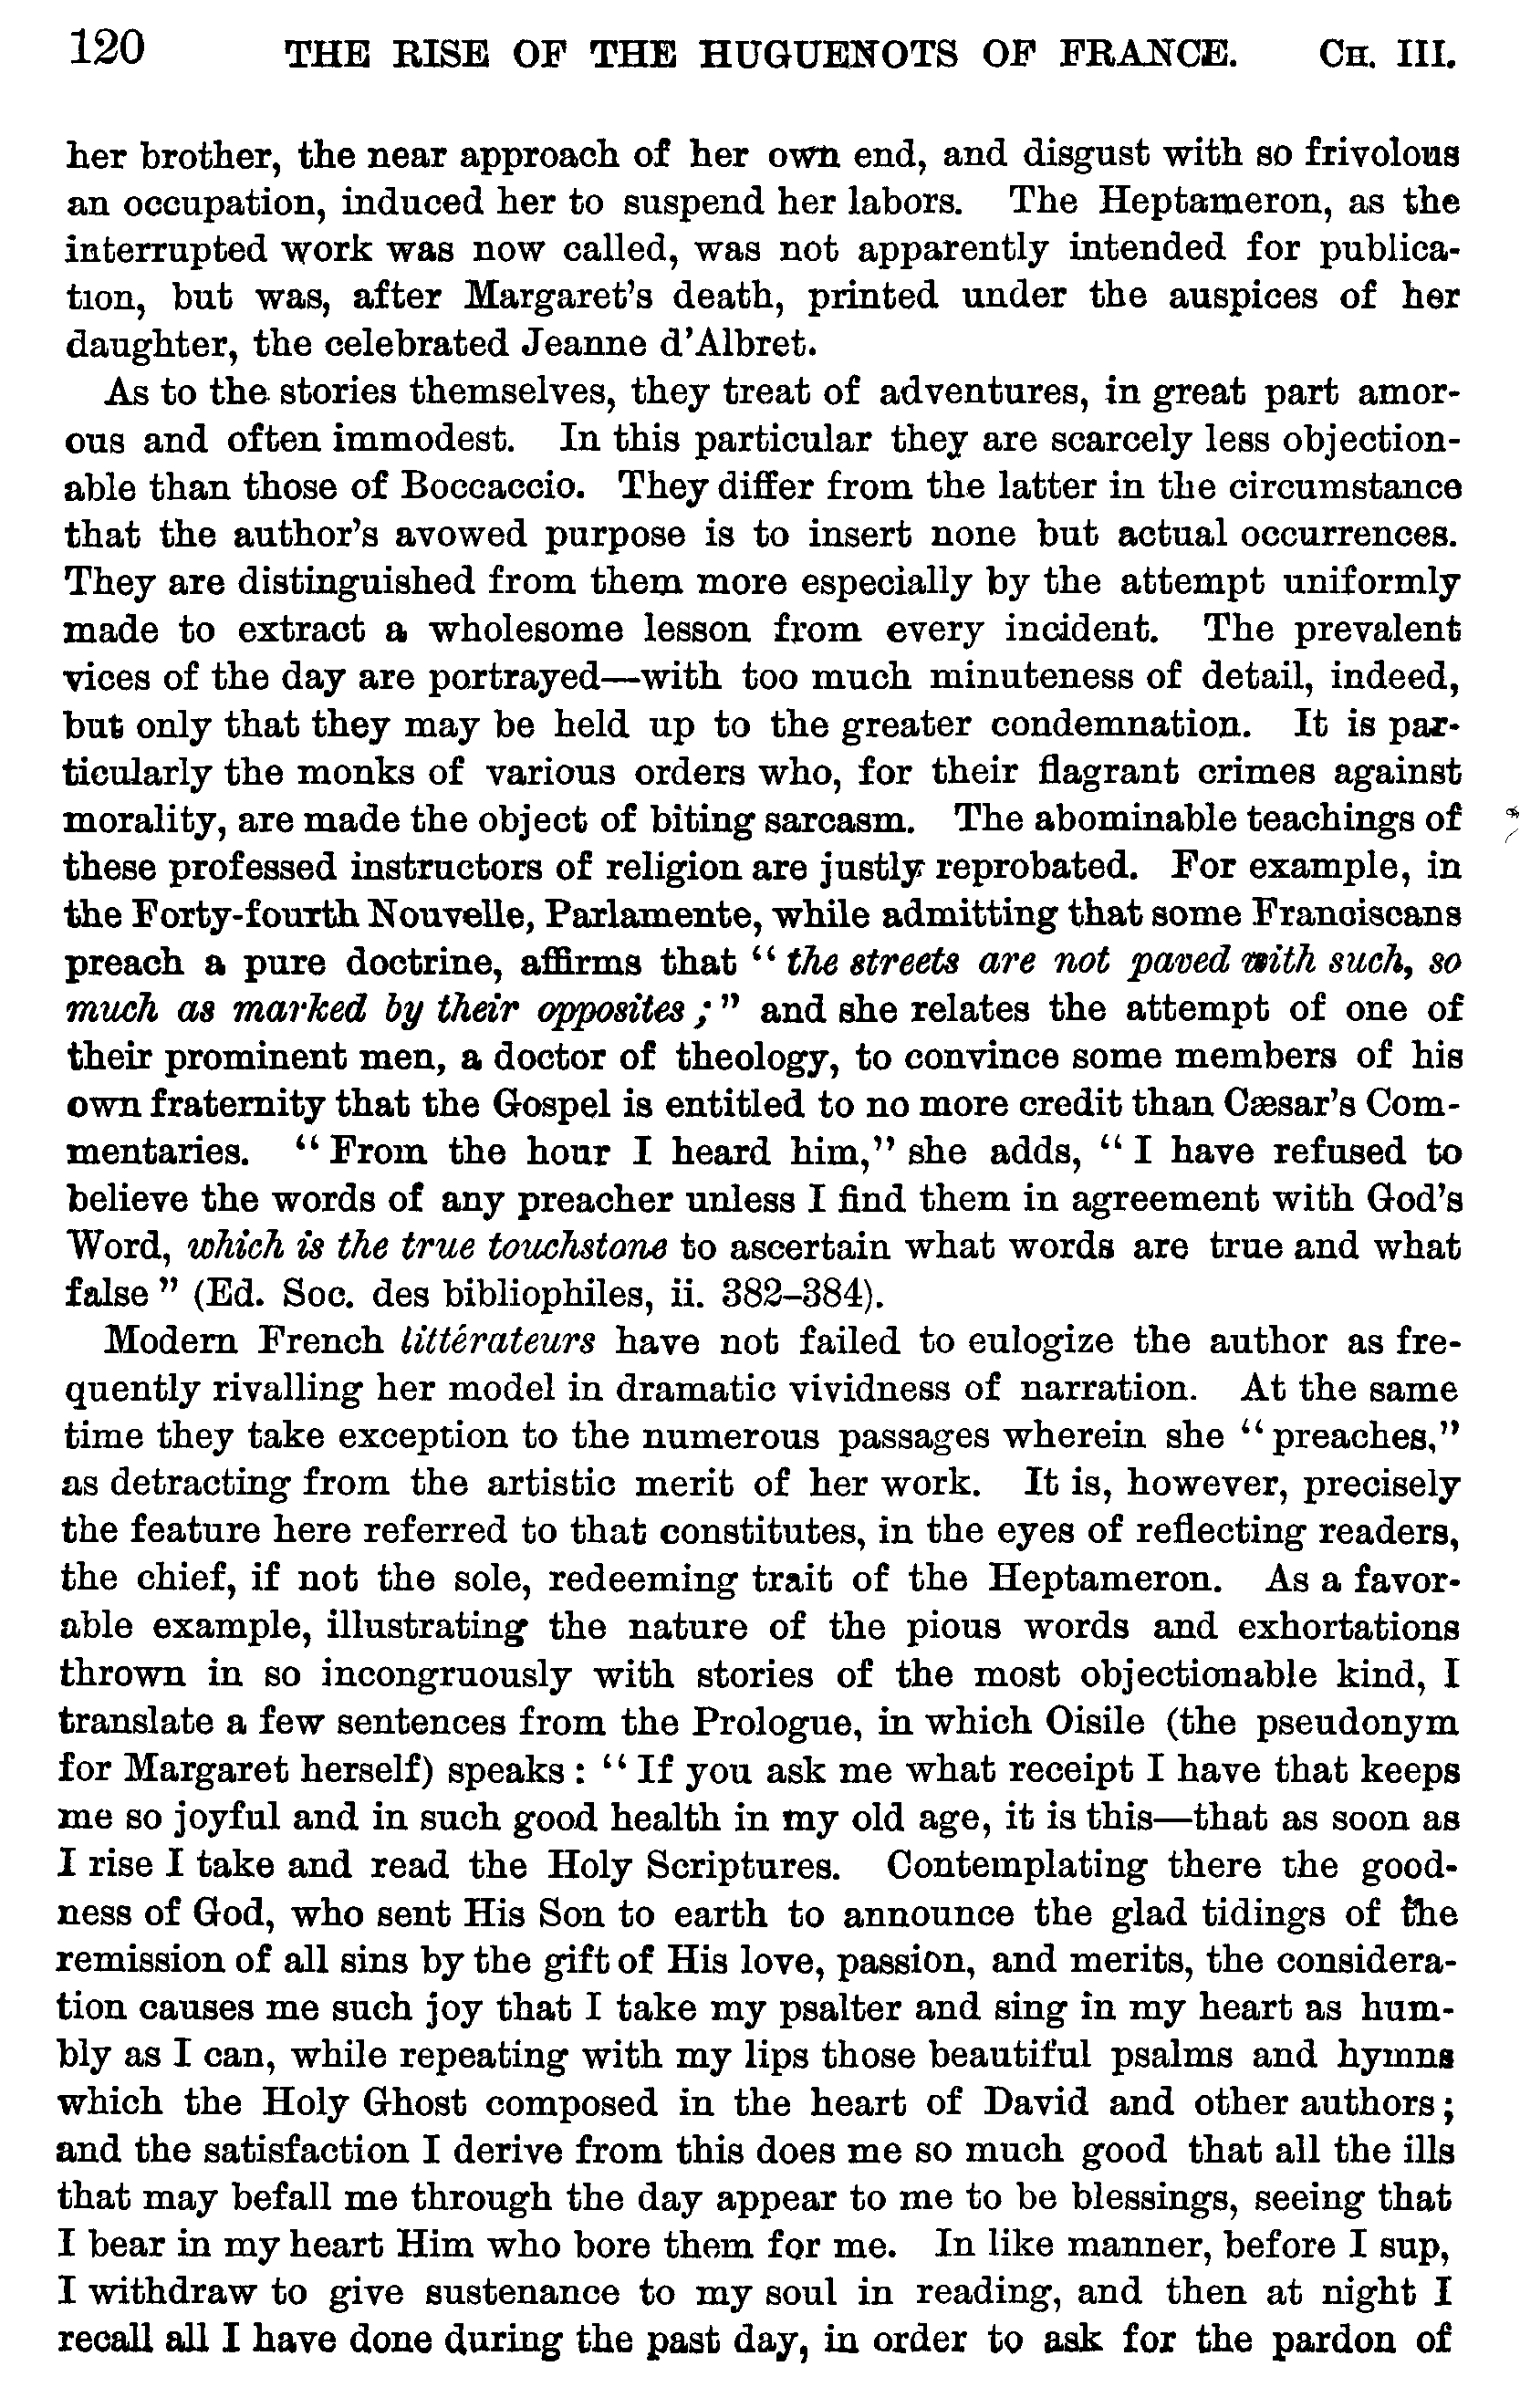 120 THE RISE OF THE HUGUENOTS OF FRANCE. CH. III.
her brother, the near approach of her own end, and disgust with so frivolous
an occupation, induced her to suspend her labors. The Heptameron, as the
interrupted work was now called, was not apparently intended for publica-
tion, but was, after Margaret's death, printed under the auspices of her
daughter, the celebrated Jeanne d'Albret.
As to the stories themselves, they treat of adventures, in great part amor-
ous and often immodest. In this particular they are scarcely less objection-
able than those of Boccaccio. They differ from the latter in the circumstance
that the author's avowed purpose is to insert none but actual occurrences.
They are distinguished from them more especially by the attempt uniformly
made to extract a wholesome lesson from every incident. The prevalent
vices of the day are portrayed—with too much minuteness of detail, indeed,
but only that they may be held up to the greater condemnation. It is par-
ticularly the monks of various orders who, for their flagrant crimes against
morality, are made the object of biting sarcasm. The abominable teachings of
these professed instructors of religion are justly reprobated. For example, in
the Forty-fourth Nouvelle, Parlamente, while admitting that some Franciscans
preach a pure doctrine, affirms that "the streets are not paved with such, so
much as marked by their opposites;" and she relates the attempt of one of
their prominent men, a doctor of theology, to convince some members of his
own fraternity that the Gospel is entitled to no more credit than Cæsar's Com-
mentaries. "From the hour I heard him," she adds, "I have refused to
believe the words of any preacher unless I find them in agreement with God's
Word, which is the true touchstone to ascertain what words are true and what
false" (Ed. Soc. des bibliophiles, ii. 382–384).
Modern French littérateurs have not failed to eulogize the author as fre-
quently rivalling her model in dramatic vividness of narration. At the same
time they take exception to the numerous passages wherein she "preaches,"
as detracting from the artistic merit of her work. It is, however, precisely
the feature here referred to that constitutes, in the eyes of reflecting readers,
the chief, if not the sole, redeeming trait of the Heptameron. As a favor-
able example, illustrating the nature of the pious words and exhortations
thrown in so incongruously with stories of the most objectionable kind, I
translate a few sentences from the Prologue, in which Oisile (the pseudonym
for Margaret herself) speaks: "If you ask me what receipt I have that keeps
me so joyful and in such good health in my old age, it is this—that as soon as
I rise I take and read the Holy Scriptures. Contemplating there the good-
ness of God, who sent His Son to earth to announce the glad tidings of the
remission of all sins by the gift of His love, passion, and merits, the considera-
tion causes me such joy that I take my psalter and sing in my heart as hum-
bly as I can, while repeating with my lips those beautiful psalms and hymns
which the Holy Ghost composed in the heart of David and other authors;
and the satisfaction I derive from this does me so much good that all the ills
that may befall me through the day appear to me to be blessings, seeing that
I bear in my heart Him who bore them for me. In like manner, before I sup,
I withdraw to give sustenance to my soul in reading, and then at night I
recall all I have done during the past day, in order to ask for the pardon of